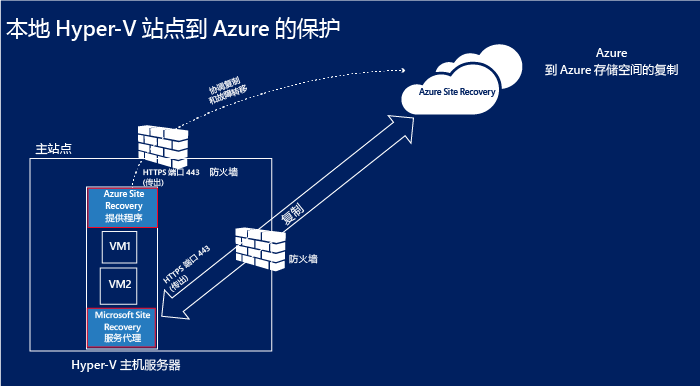 本地 Hyper-V 站点到 Azure 的保护
Azure
到 Azure 存储空间的复制
Azure Site Recovery
协调复制
和故障转移
主站点
HTTPS 端口 443
(传出)
防火墙
Azure Site
Recovery
提供程序
复制
VM1
HTTPS 端口 443
(传出)
防火墙
VM2
Microsoft Site
Recovery
服务代理
Hyper-V 主机服务器